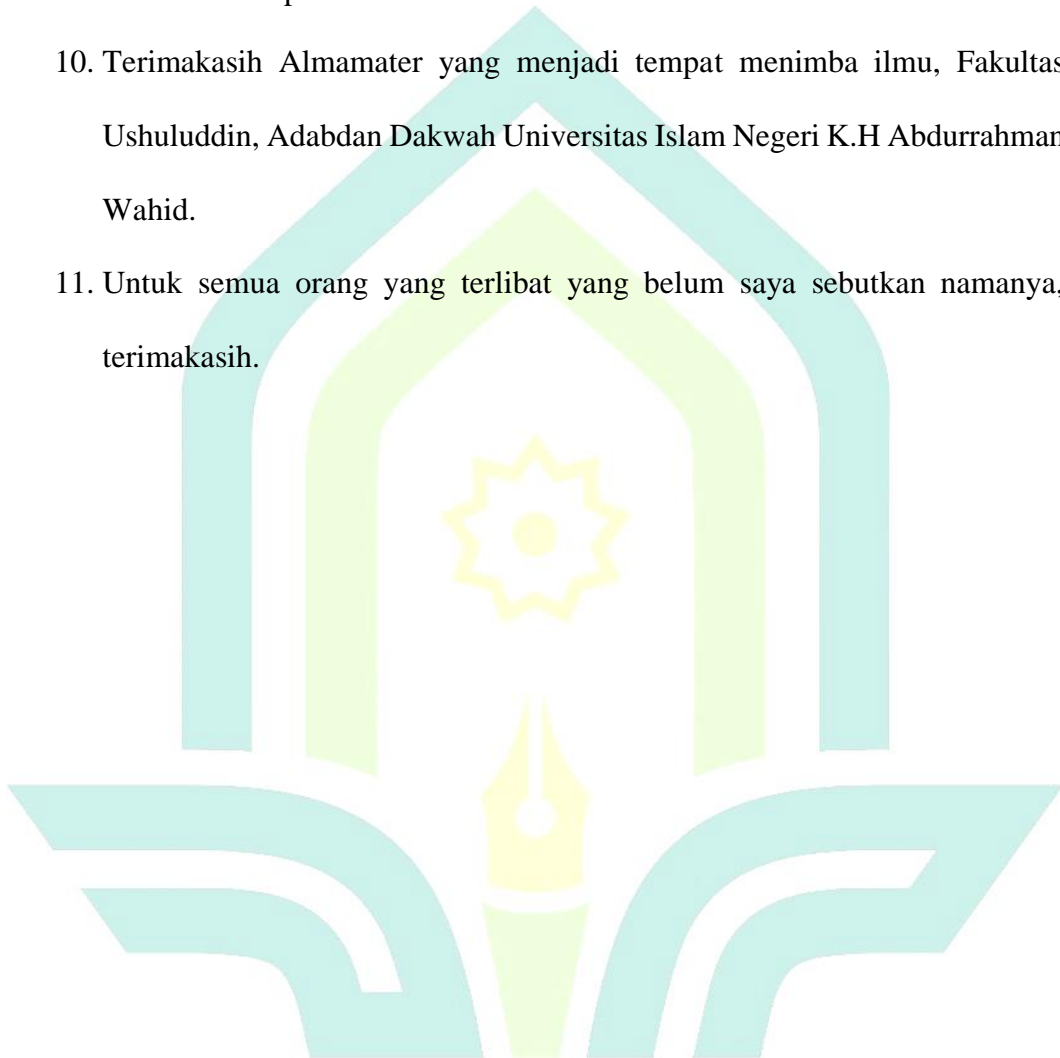 10. Terimakasih Almamater yang menjadi tempat menimba ilmu, Fakultas
Ushuluddin, Adabdan Dakwah Universitas Islam Negeri K.H Abdurrahman
Wahid.
11. Untuk semua orang yang terlibat yang belum saya sebutkan namanya,
terimakasih.